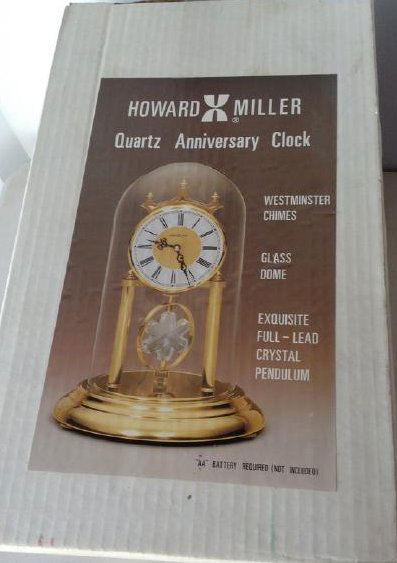 HOWARD MILLER®
Quartz Anniversary Clock
WESTMINSTER
CHIMES
GLASS
DOME
EXQUISITE
FULL-LEAD
CRYSTAL
PENDULUM
"AA" BATTERY REQUIRED (NOT INCLUDED)